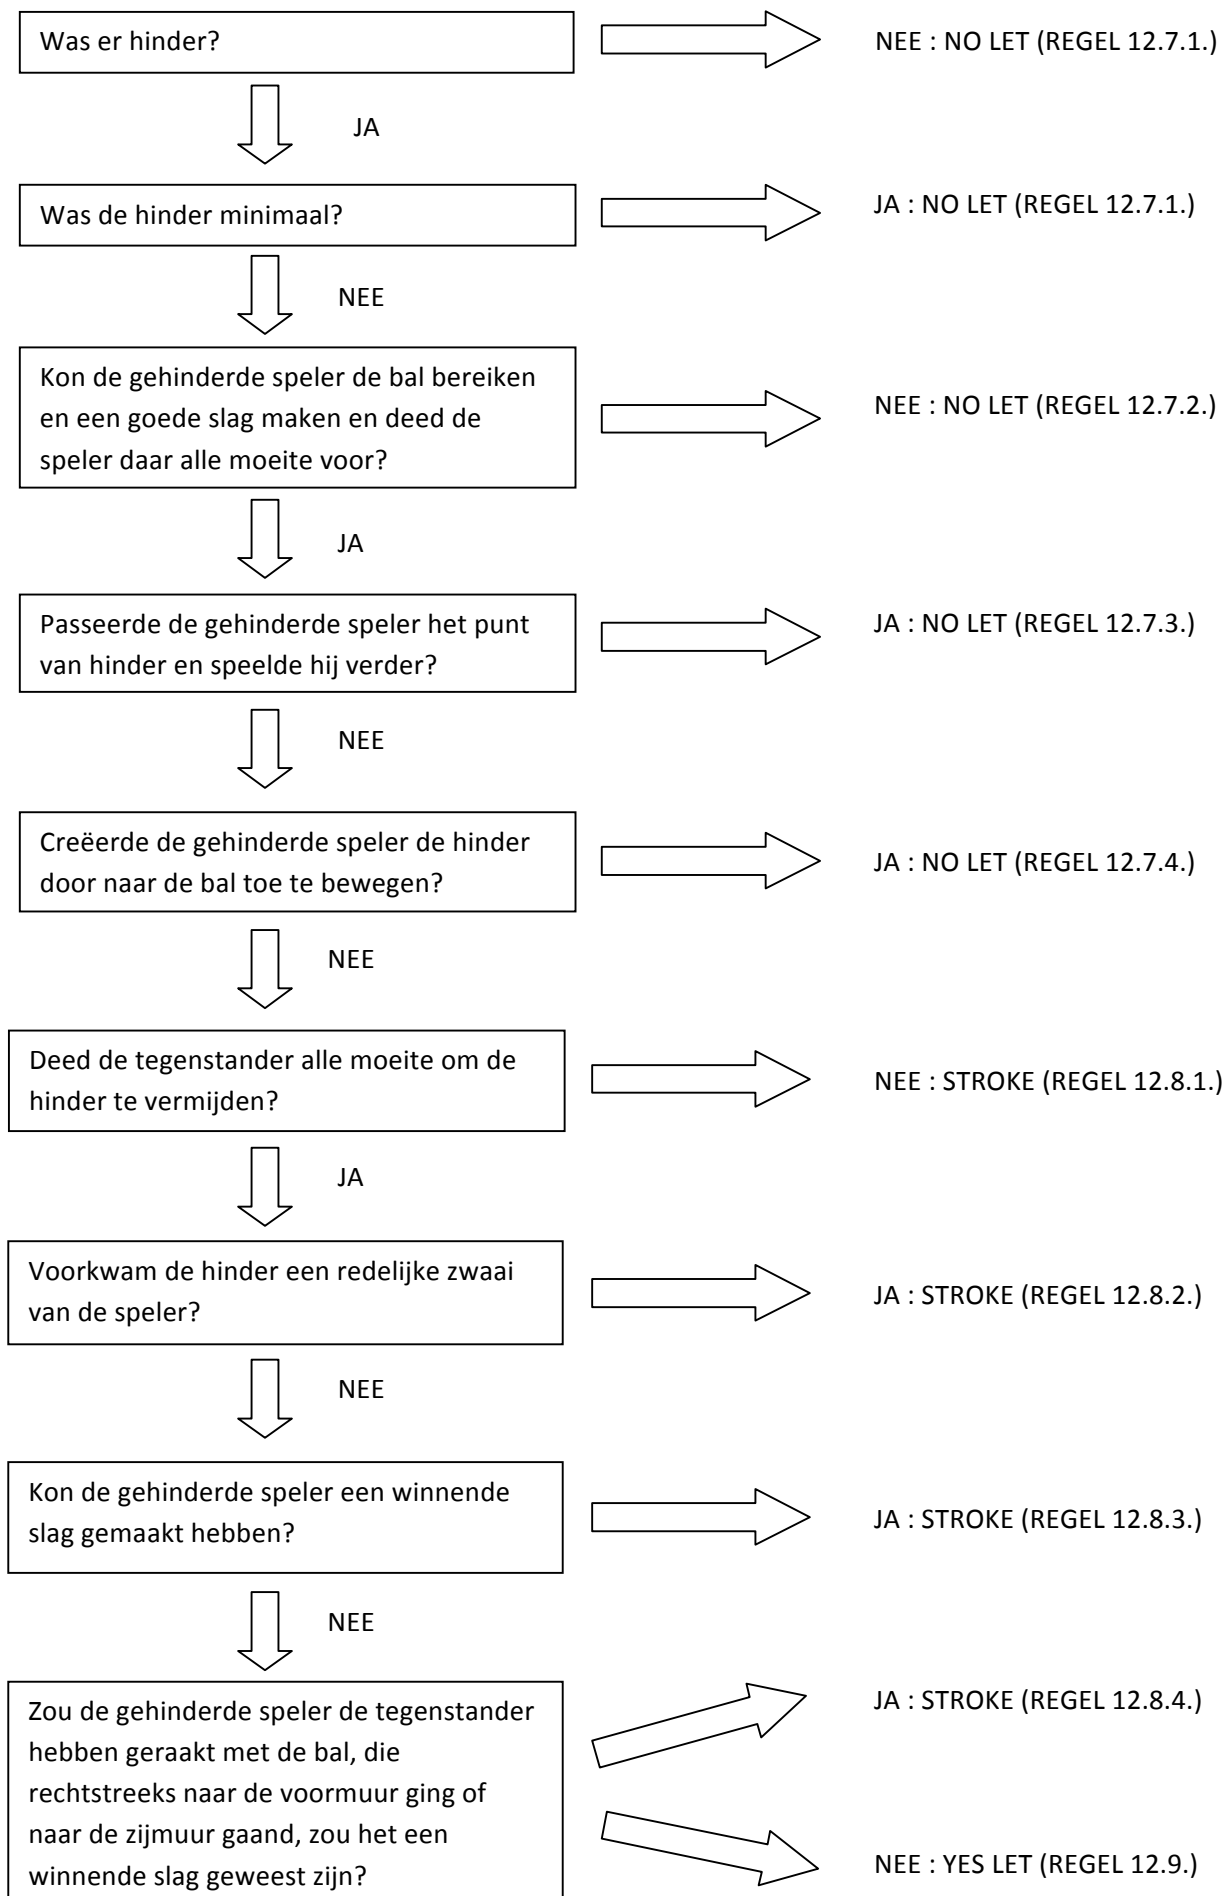 Was er hinder?
NEE : NO LET (REGEL 12.7.1.)
JA
Was de hinder minimaal?
JA : NO LET (REGEL 12.7.1.)
NEE
Kon de gehinderde speler de bal bereiken
en een goede slag maken en deed de
speler daar alle moeite voor?
NEE : NO LET (REGEL 12.7.2.)
JA
Passeerde de gehinderde speler het punt
van hinder en speelde hij verder?
JA : NO LET (REGEL 12.7.3.)
NEE
Creëerde de gehinderde speler de hinder
door naar de bal toe te bewegen?
JA : NO LET (REGEL 12.7.4.)
NEE
Deed de tegenstander alle moeite om de
hinder te vermijden?
NEE : STROKE (REGEL 12.8.1.)
JA
Voorkwam de hinder een redelijke zwaai
van de speler?
JA : STROKE (REGEL 12.8.2.)
NEE
Kon de gehinderde speler een winnende
slag gemaakt hebben?
JA : STROKE (REGEL 12.8.3.)
NEE
Zou de gehinderde speler de tegenstander
hebben geraakt met de bal, die
rechtstreeks naar de voormuur ging of
naar de zijmuur gaand, zou het een
winnende slag geweest zijn?
JA : STROKE (REGEL 12.8.4.)
NEE : YES LET (REGEL 12.9.)